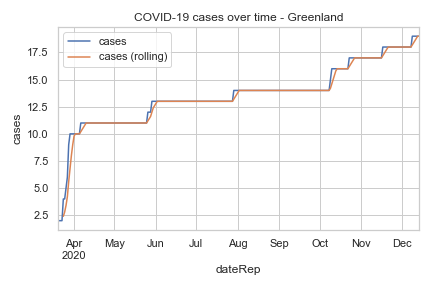 COVID-19 cases over time - Greenland
cases
cases (rolling)
17.5
15.0
12.5
10.0
7.5
5.0
2.5
cases
Apr May Jun Jul Aug Sep Oct Nov Dec
2020
dateRep